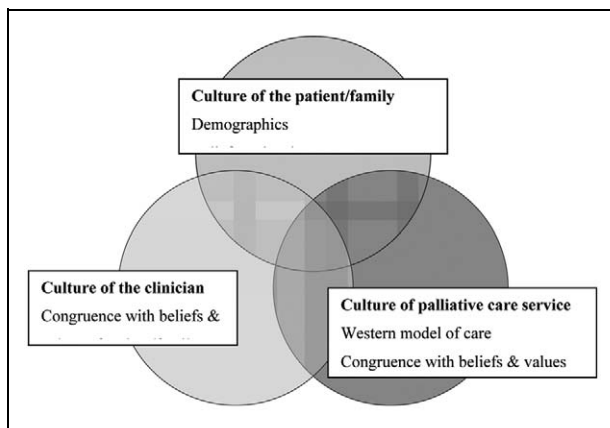 Culture of the patient/family
Demographics
Culture of the clinician
Congruence with beliefs &
Culture of palliative care service
Western model of care
Congruence with beliefs & values